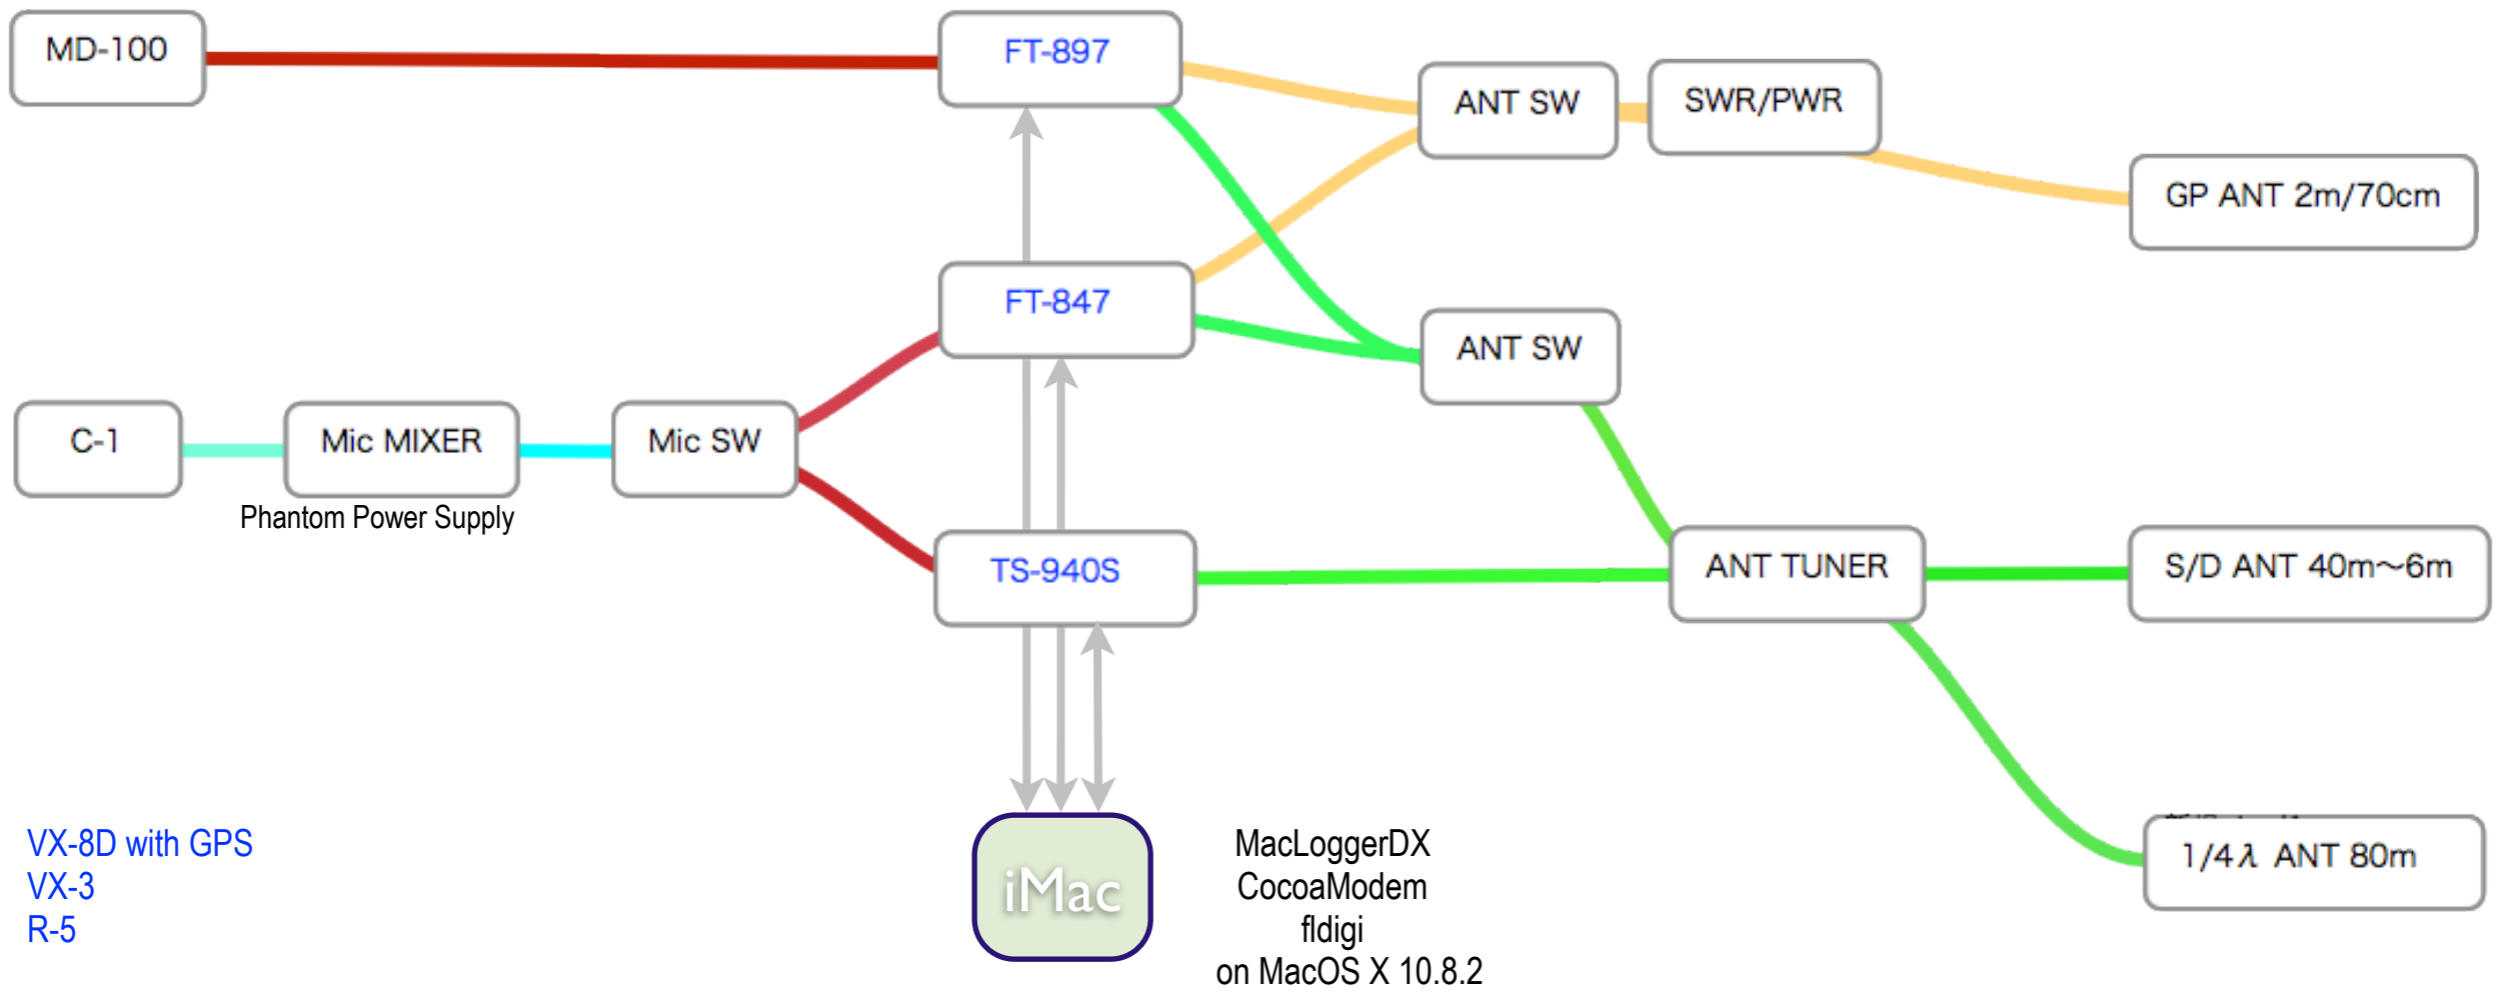 MD-100
FT-897
ANT SW
SWR/PWR
GP ANT 2m/70cm
FT-847
ANT SW
C-1
Mic MIXER
Mic SW
Phantom Power Supply
TS-940S
ANT TUNER
S/D ANT 40m〜6m
1/4λ ANT 80m
iMac
VX-8D with GPS
VX-3
R-5
MacLoggerDX
CocoaModem
fldigi
on MacOS X 10.8.2